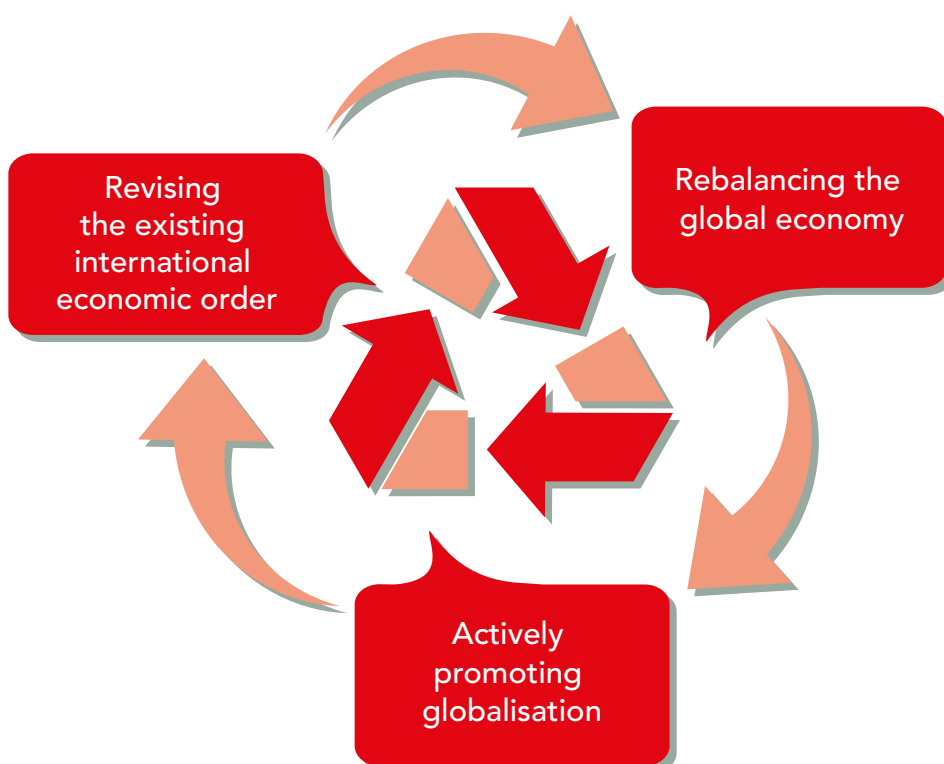 Revising
the existing
international
economic order
Rebalancing the
global economy
Actively
promoting
globalisation